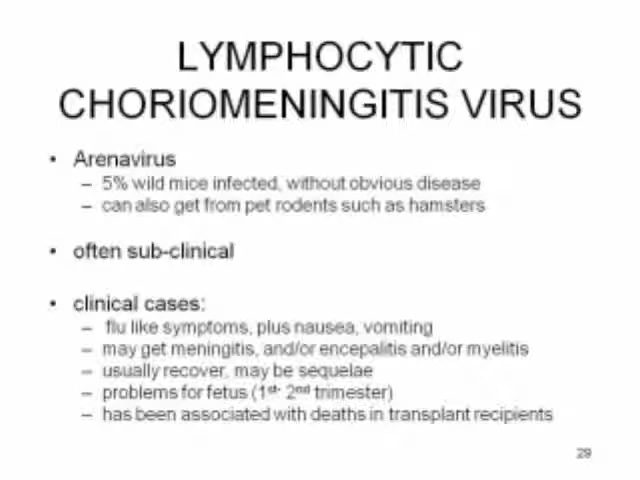 LYMPHOCYTIC
CHORIOMENINGITIS VIRUS
• Arenavirus
– 5% wild mice infected, without obvious disease
– can also get from pet rodents such as hamsters
• often sub-clinical
• clinical cases:
– flu like symptoms, plus nausea, vomiting
– may get meningitis, and/or encepalitis and/or myelitis
– usually recover, may be sequelae
– problems for fetus (1st- 2nd trimester)
– has been associated with deaths in transplant recipients
29